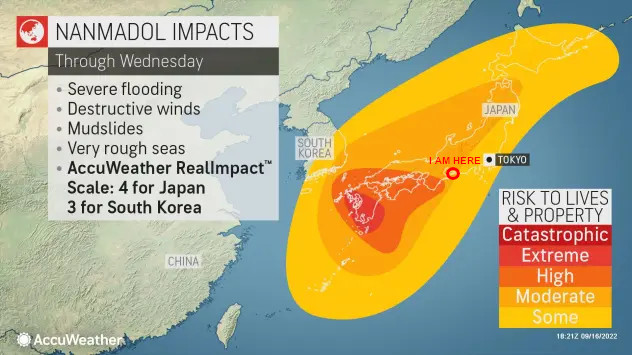 NANMADOL IMPACTS
Through Wednesday
• Severe flooding
• Destructive winds
• Mudslides
• Very rough seas
• AccuWeather RealImpact™
Scale: 4 for Japan
3 for South Korea
JAPAN
SOUTH
KOREA
I AM HERE
TOKYO
CHINA
RISK TO LIVES
& PROPERTY
Catastrophic
Extreme
High
Moderate
Some
AccuWeather
18:21Z 09/16/2022